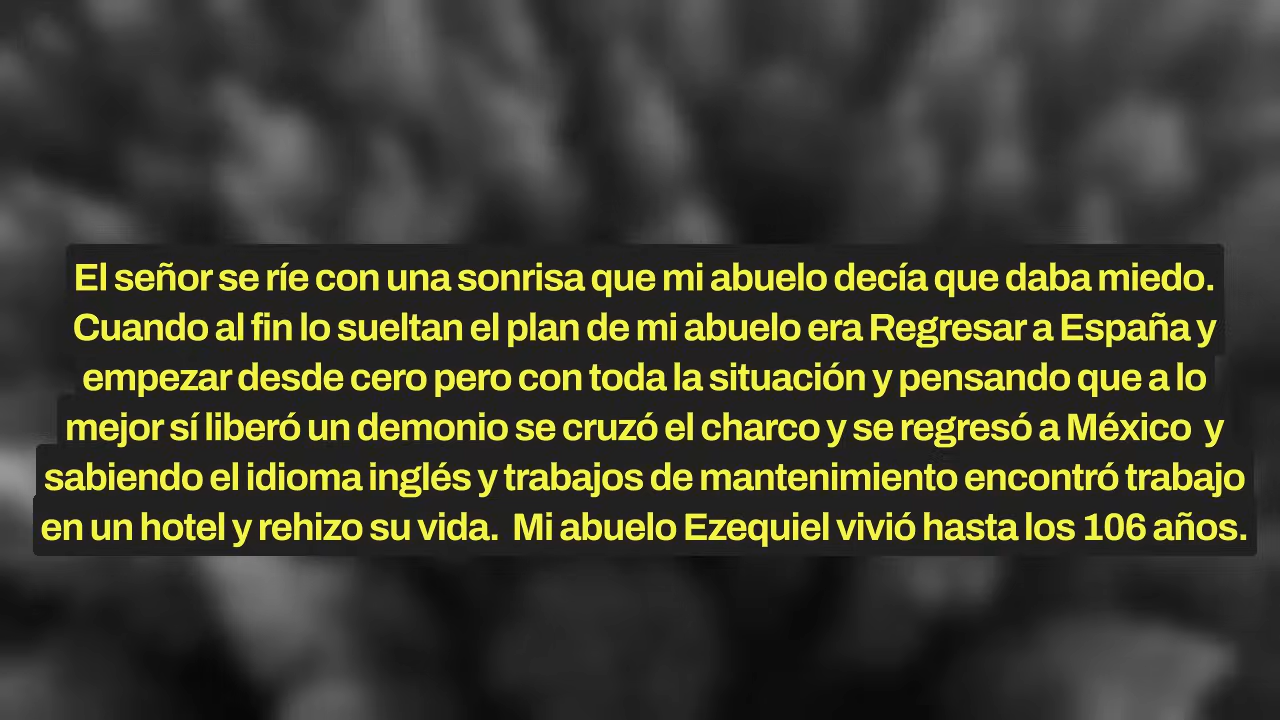 El señor se ríe con una sonrisa que mi abuelo decía que daba miedo.
Cuando al fin lo sueltan el plan de mi abuelo era Regresar a España y
empezar desde cero pero con toda la situación y pensando que a lo
mejor sí liberó un demonio se cruzó el charco y se regresó a México  y
sabiendo el idioma inglés y trabajos de mantenimiento encontró trabajo
en un hotel y rehizo su vida.  Mi abuelo Ezequiel vivió hasta los 106 años.